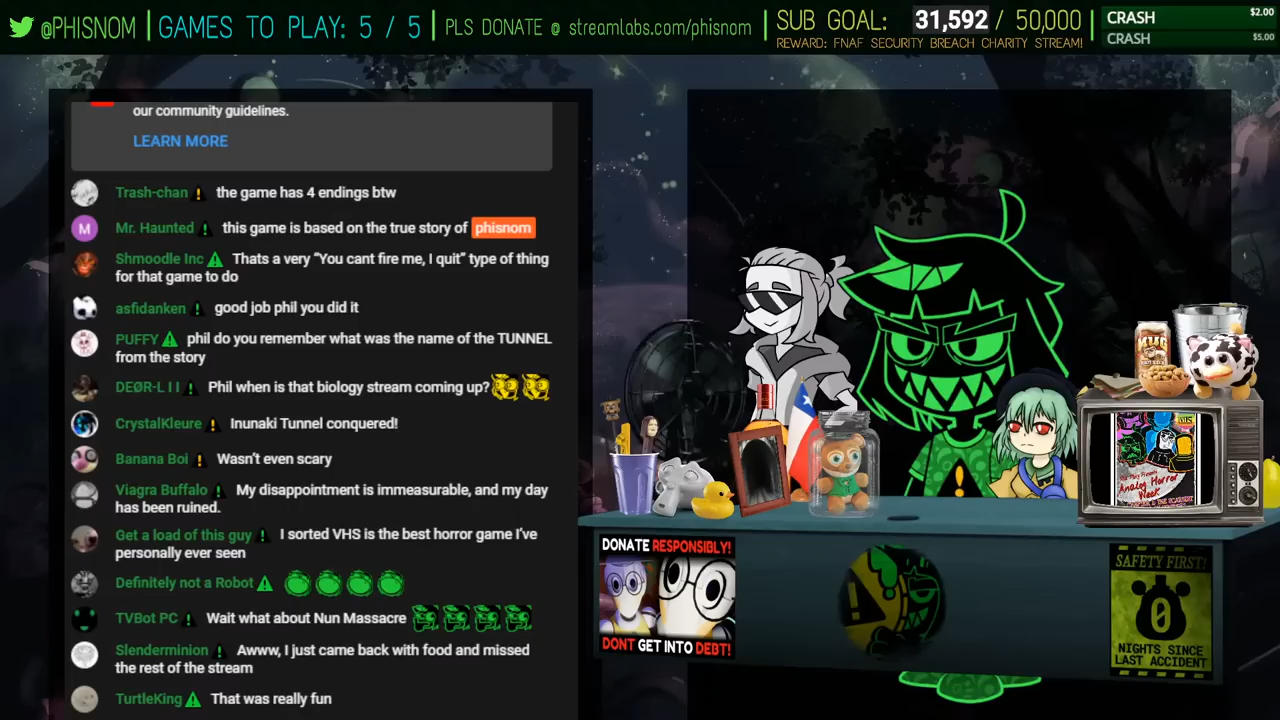 @PHISNOM
GAMES TO PLAY: 5 / 5
PLS DONATE @ streamlabs.com/phisnom
SUB GOAL: 31,592 / 50,000
REWARD: FNAF SECURITY BREACH CHARITY STREAM!
CRASH $2.00
CRASH $5.00
our community guidelines.
LEARN MORE
Trash-chan the game has 4 endings btw
M
Mr. Haunted this game is based on the true story of phisnom
Shmoodle Inc Thats a very “You cant fire me, I quit” type of thing
for that game to do
asfidanken good job phil you did it
PUFFY phil do you remember what was the name of the TUNNEL
from the story
DEØR-L I I Phil when is that biology stream coming up?
CrystalKleure Inunaki Tunnel conquered!
Banana Boi Wasn’t even scary
Viagra Buffalo My disappointment is immeasurable, and my day
has been ruined.
Get a load of this guy I sorted VHS is the best horror game I’ve
personally ever seen
Definitely not a Robot
TVBot PC Wait what about Nun Massacre
Slenderminion Awww, I just came back with food and missed
the rest of the stream
TurtleKing That was really fun
MUG
Analog Horror
Week
DONATE RESPONSIBLY!
DONT GET INTO DEBT!
SAFETY FIRST!
0
NIGHTS SINCE
LAST ACCIDENT